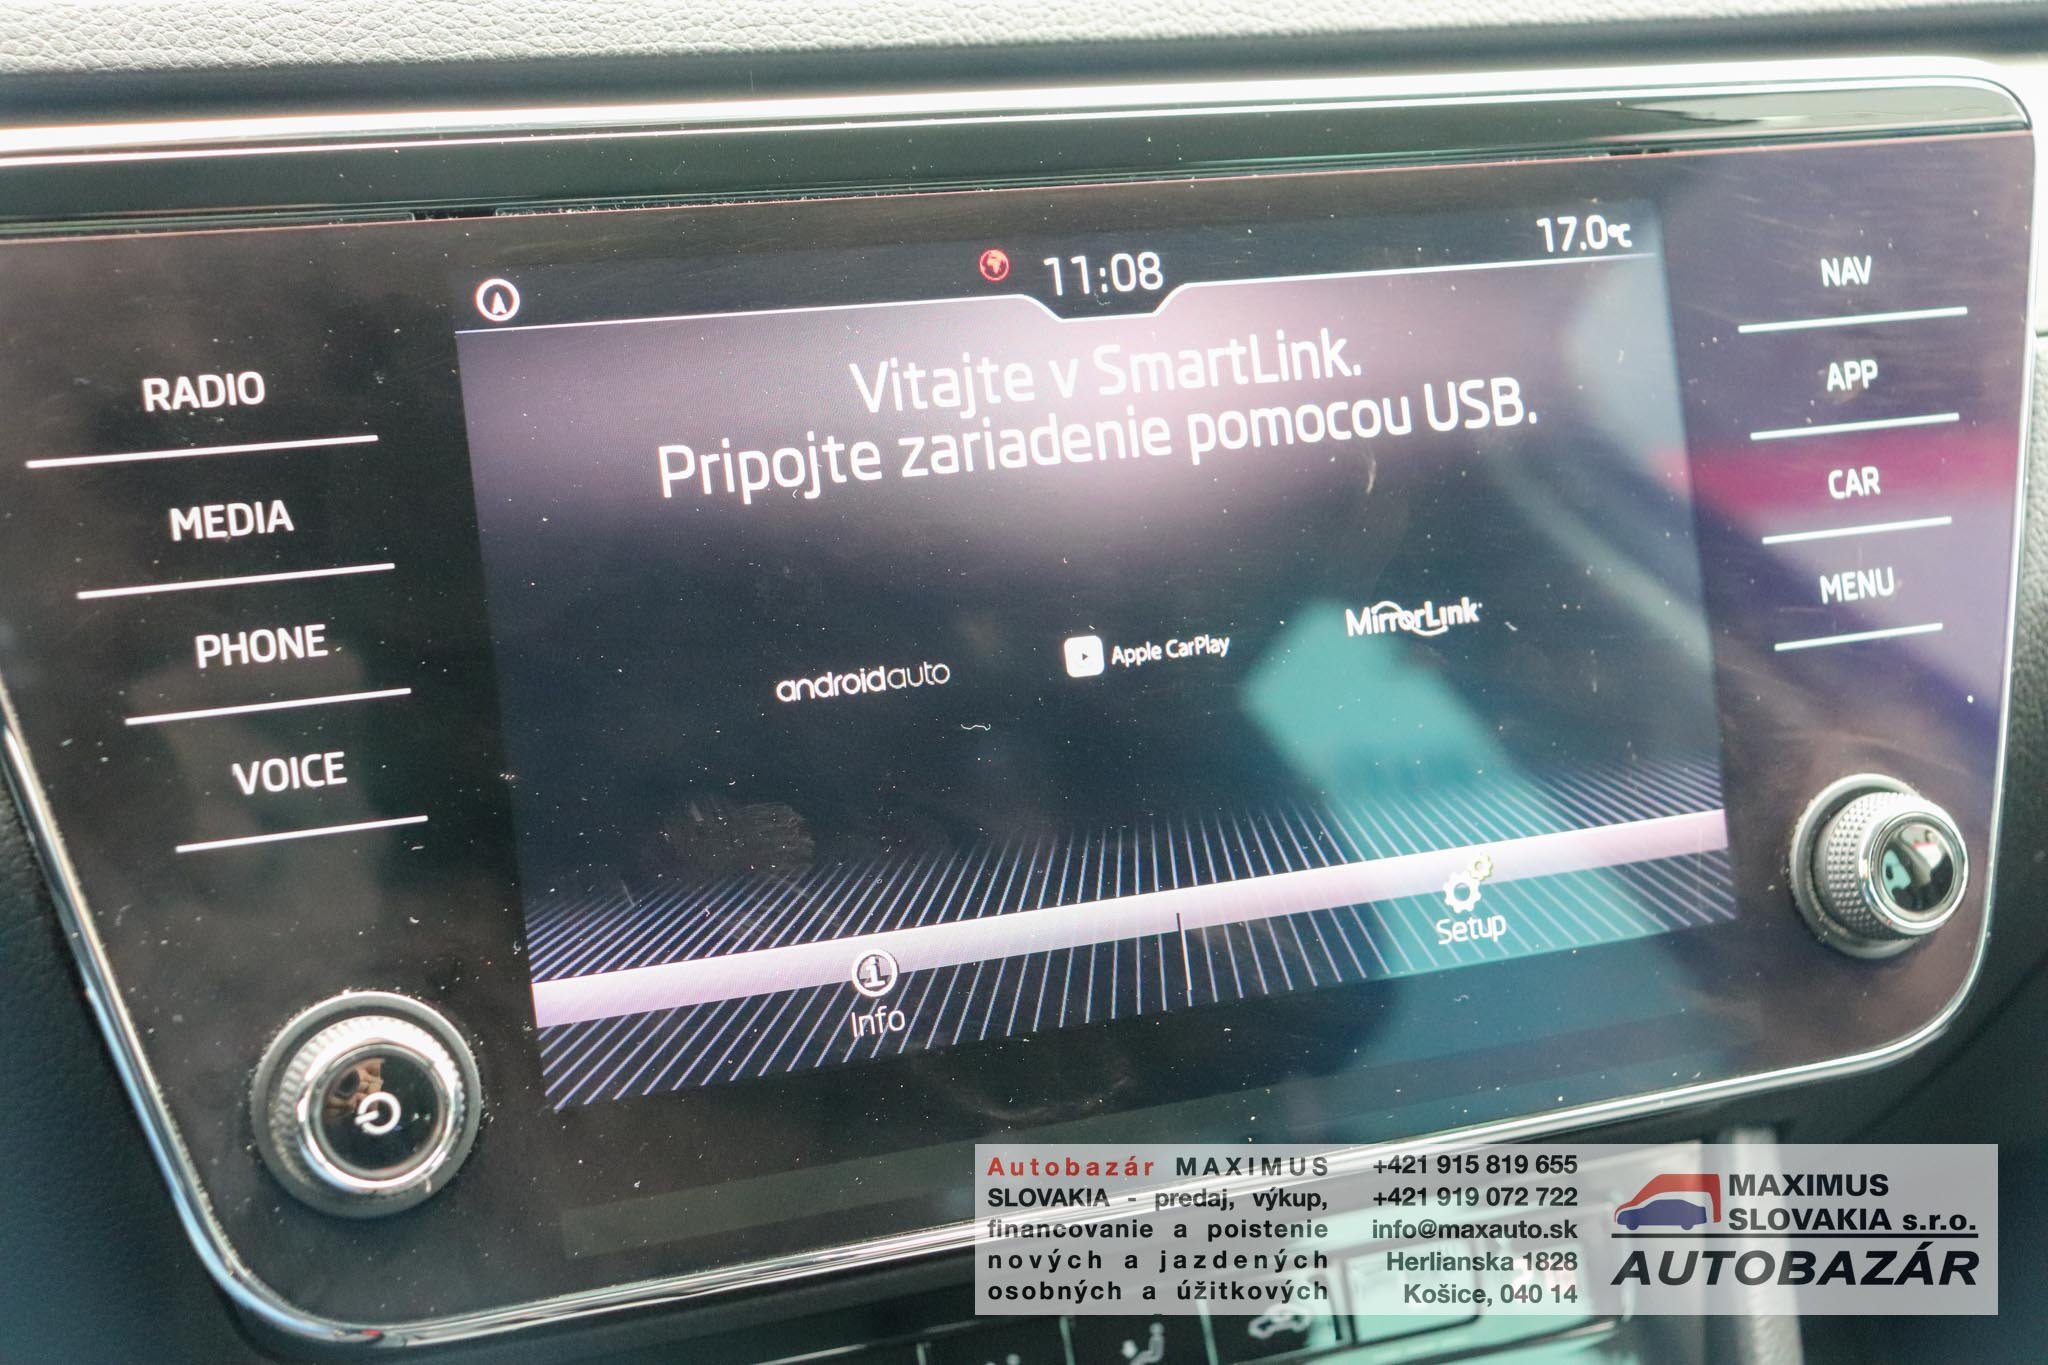 11:08
17.0°C
Vitajte v SmartLink.
Pripojte zariadenie pomocou USB.
androidauto
Apple CarPlay
MirrorLink
Info
Setup
RADIO
MEDIA
PHONE
VOICE
NAV
APP
CAR
MENU
Autobazár MAXIMUS
SLOVAKIA - predaj, výkup,
financovanie a poistenie
nových a jazdených
osobných a úžitkových
+421 915 819 655
+421 919 072 722
info@maxauto.sk
Herlianska 1828
Košice, 040 14
MAXIMUS
SLOVAKIA s.r.o.
AUTOBAZÁR